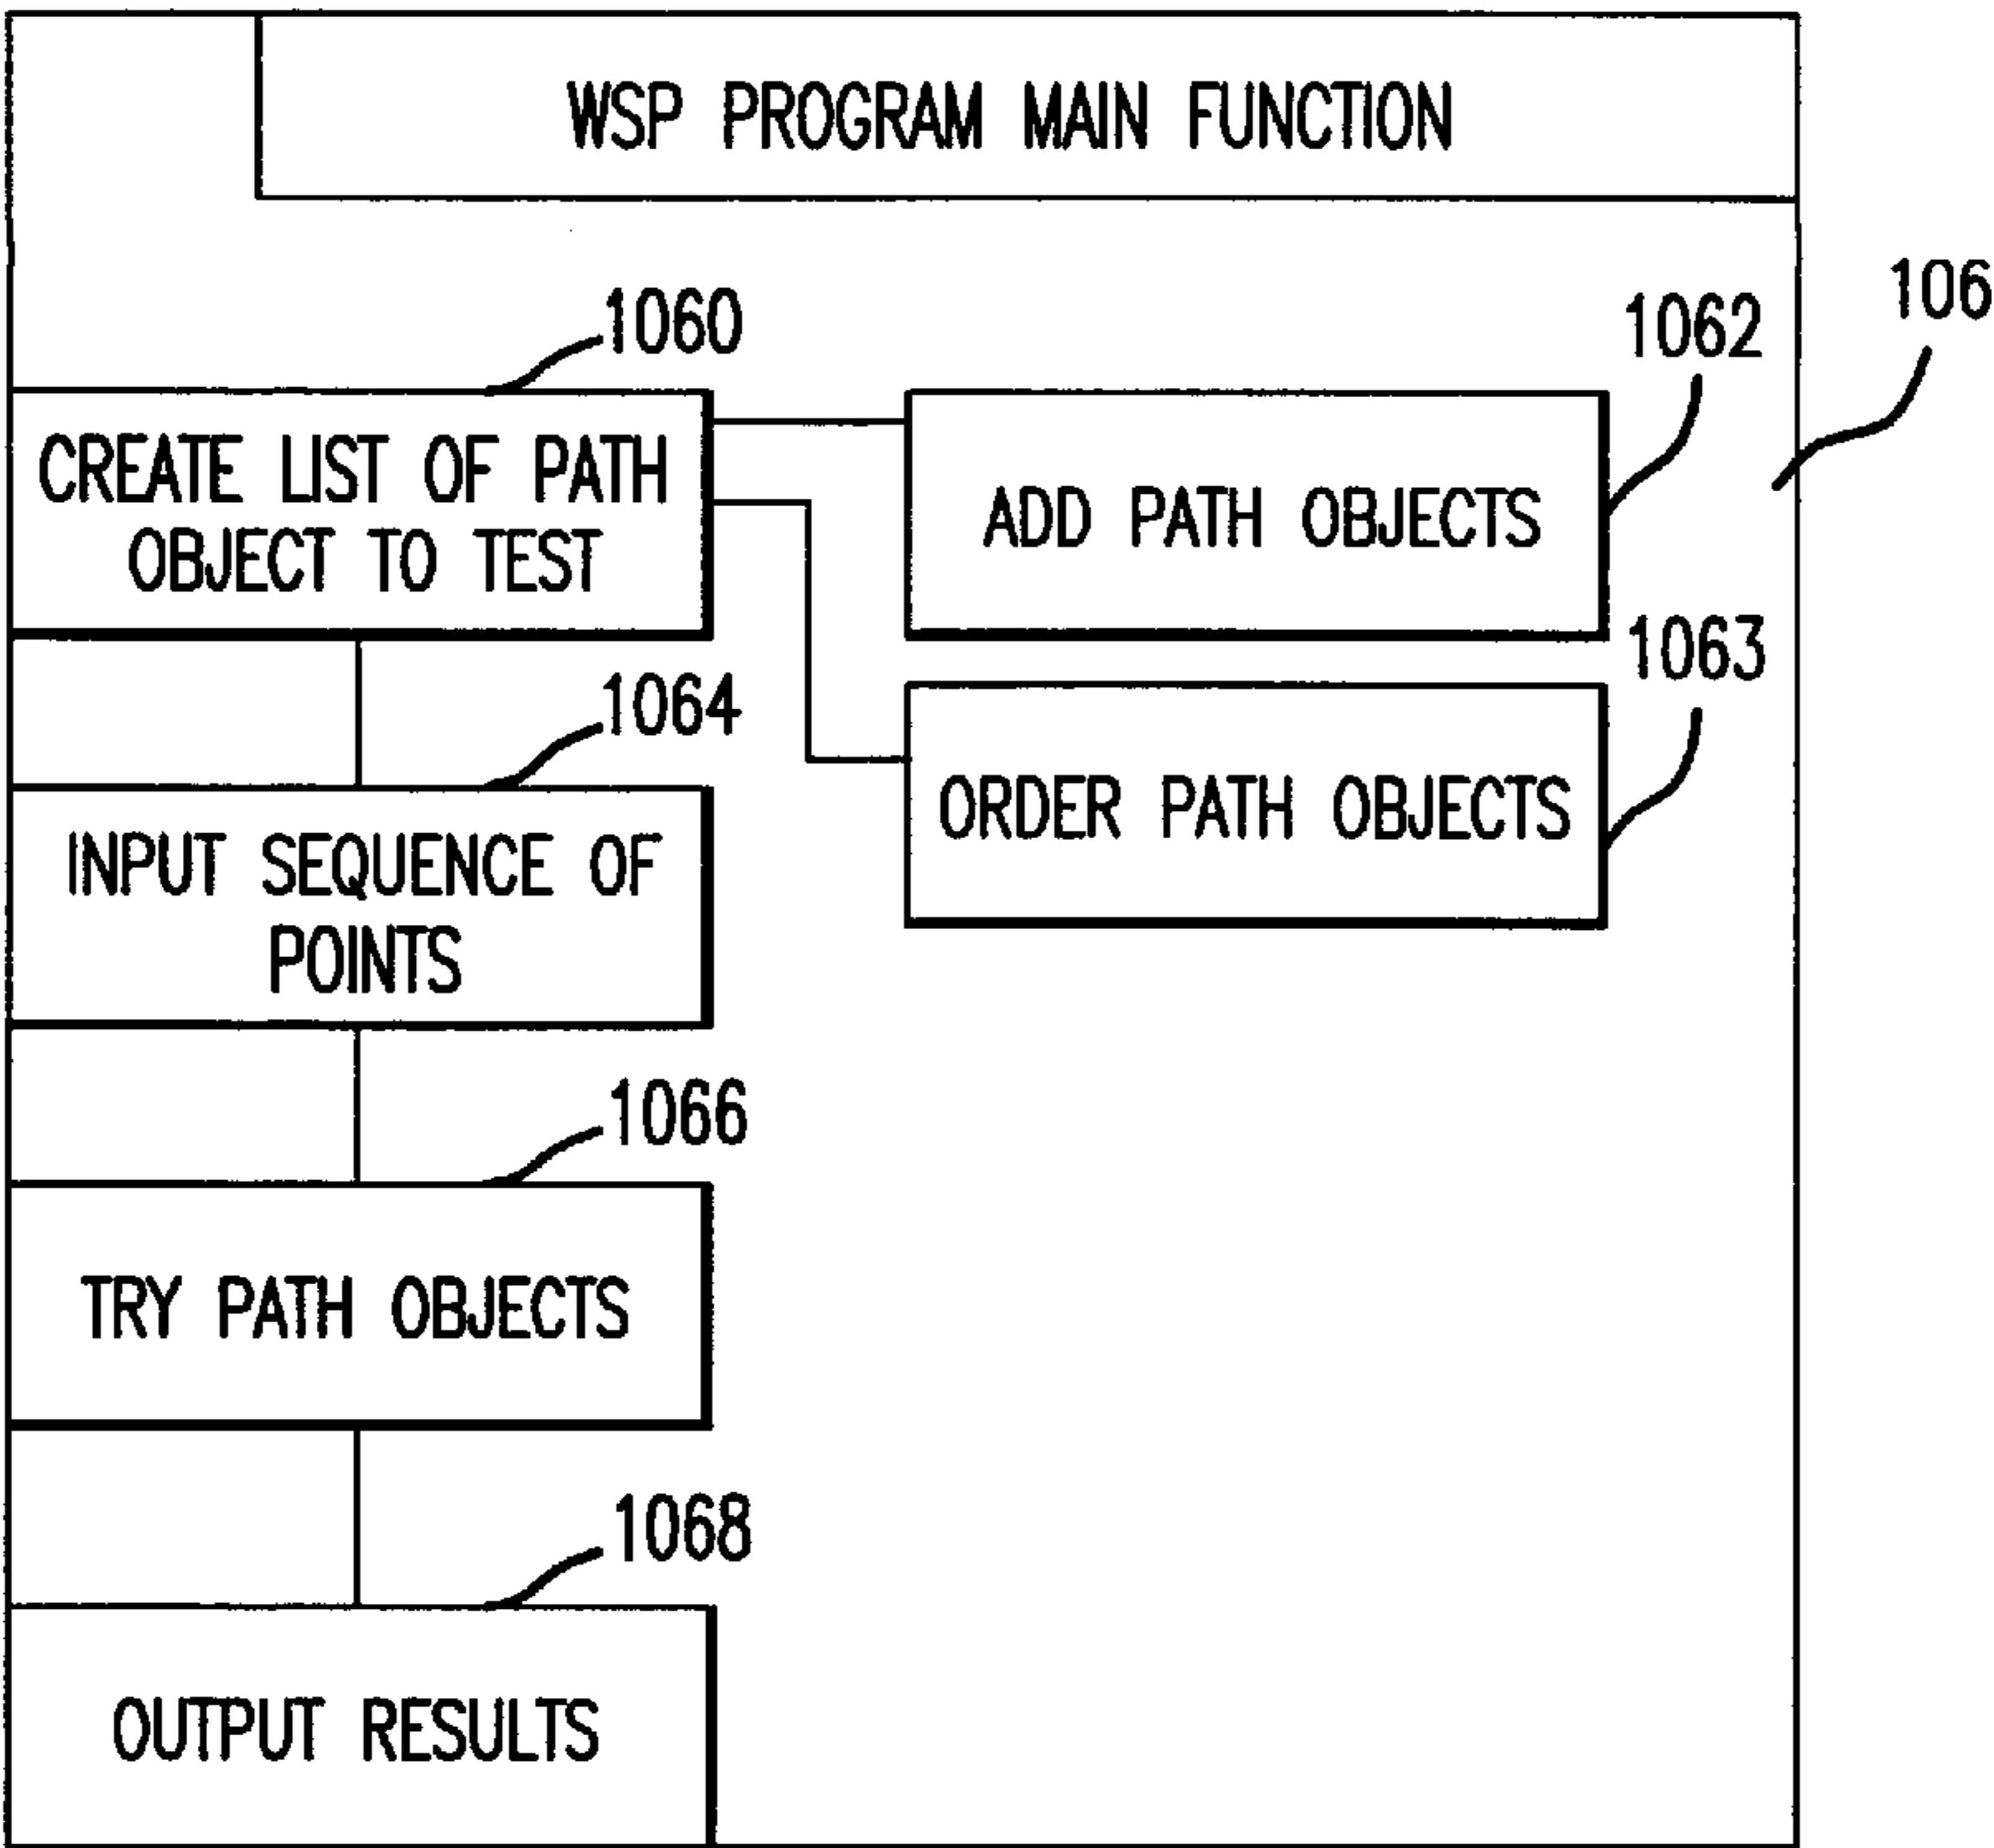 WSP PROGRAM MAIN FUNCTION
106
1060
1062
CREATE LIST OF PATH
OBJECT TO TEST
ADD PATH OBJECTS
1063
1064
ORDER PATH OBJECTS
INPUT SEQUENCE OF
POINTS
1066
TRY PATH OBJECTS
1068
OUTPUT RESULTS